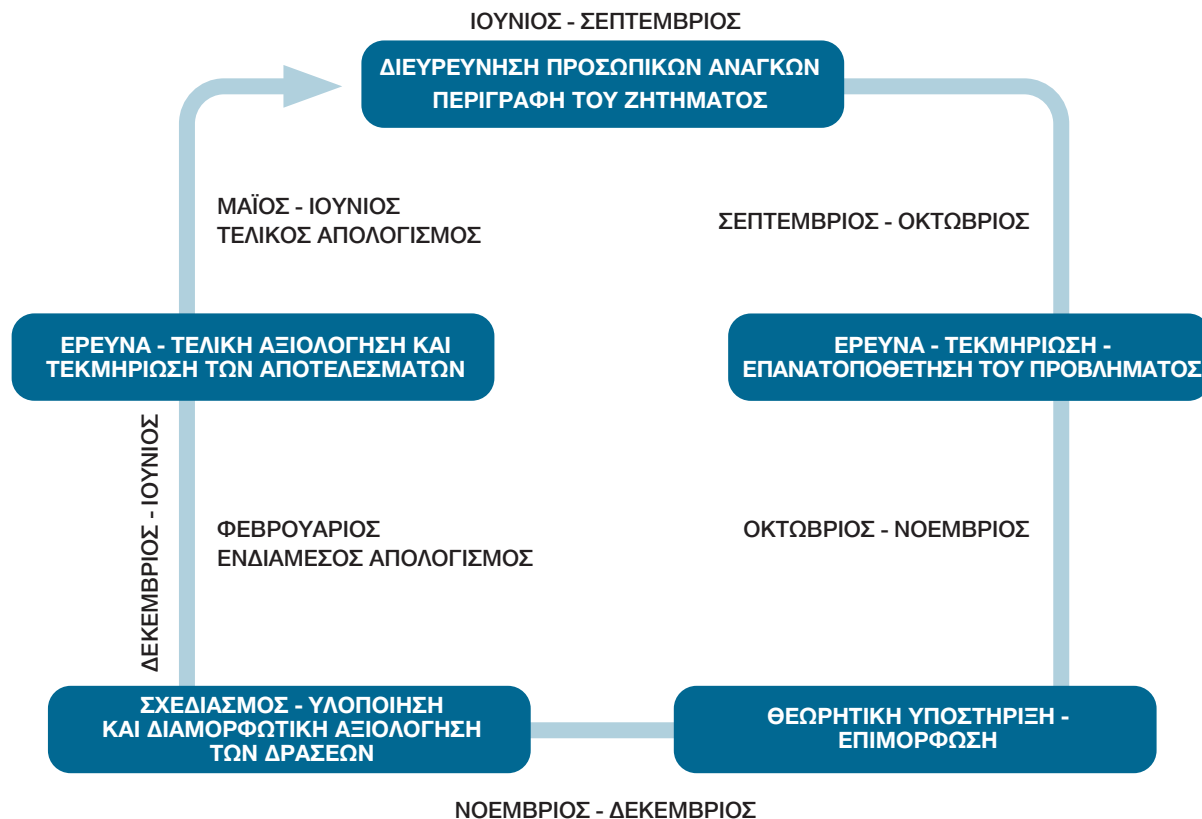 ΙΟΥΝΙΟΣ - ΣΕΠΤΕΜΒΡΙΟΣ
ΔΙΕΥΡΕΥΝΗΣΗ ΠΡΟΣΩΠΙΚΩΝ ΑΝΑΓΚΩΝ
ΠΕΡΙΓΡΑΦΗ ΤΟΥ ΖΗΤΗΜΑΤΟΣ
ΣΕΠΤΕΜΒΡΙΟΣ - ΟΚΤΩΒΡΙΟΣ
ΕΡΕΥΝΑ - ΤΕΚΜΗΡΙΩΣΗ -
ΕΠΑΝΑΤΟΠΟΘΕΤΗΣΗ ΤΟΥ ΠΡΟΒΛΗΜΑΤΟΣ
ΟΚΤΩΒΡΙΟΣ - ΝΟΕΜΒΡΙΟΣ
ΘΕΩΡΗΤΙΚΗ ΥΠΟΣΤΗΡΙΞΗ -
ΕΠΙΜΟΡΦΩΣΗ
ΝΟΕΜΒΡΙΟΣ - ΔΕΚΕΜΒΡΙΟΣ
ΣΧΕΔΙΑΣΜΟΣ - ΥΛΟΠΟΙΗΣΗ
ΚΑΙ ΔΙΑΜΟΡΦΩΤΙΚΗ ΑΞΙΟΛΟΓΗΣΗ
ΤΩΝ ΔΡΑΣΕΩΝ
ΔΕΚΕΜΒΡΙΟΣ - ΙΟΥΝΙΟΣ
ΦΕΒΡΟΥΑΡΙΟΣ
ΕΝΔΙΑΜΕΣΟΣ ΑΠΟΛΟΓΙΣΜΟΣ
ΕΡΕΥΝΑ - ΤΕΛΙΚΗ ΑΞΙΟΛΟΓΗΣΗ ΚΑΙ
ΤΕΚΜΗΡΙΩΣΗ ΤΩΝ ΑΠΟΤΕΛΕΣΜΑΤΩΝ
ΜΑΪΟΣ - ΙΟΥΝΙΟΣ
ΤΕΛΙΚΟΣ ΑΠΟΛΟΓΙΣΜΟΣ